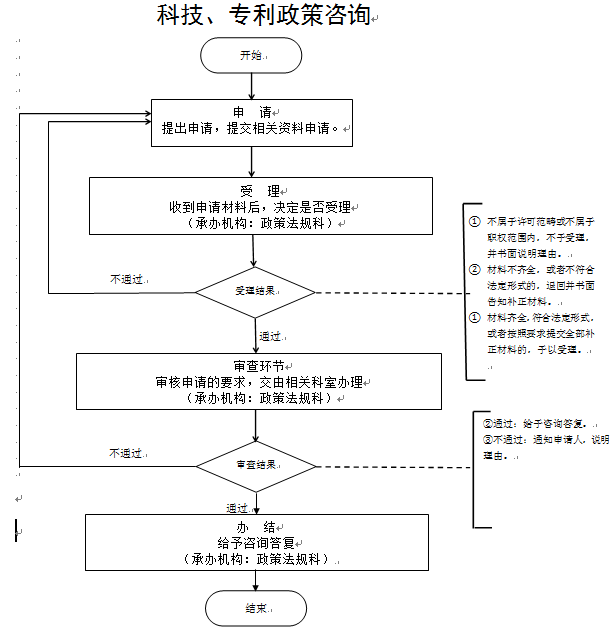 科技、专利政策咨询
开始
申 请
提出申请，提交相关资料申请。
受 理
收到申请材料后，决定是否受理
（承办机构：政策法规科）
不通过
受理结果
① 不属于许可范畴或不属于
职权范围内，不予受理，
并书面说明理由。
② 材料不齐全，或者不符合
法定形式的，退回并书面
告知补正材料。
① 材料齐全，符合法定形式，
或者按照要求提交全部补
正材料的，予以受理。
通过
审查环节
审核申请的要求，交由相关科室办理
（承办机构：政策法规科）
不通过
审查结果
②通过：给予咨询答复。
③不通过：通知申请人，说明
理由。
通过
办 结
给予咨询答复
（承办机构：政策法规科）
结束